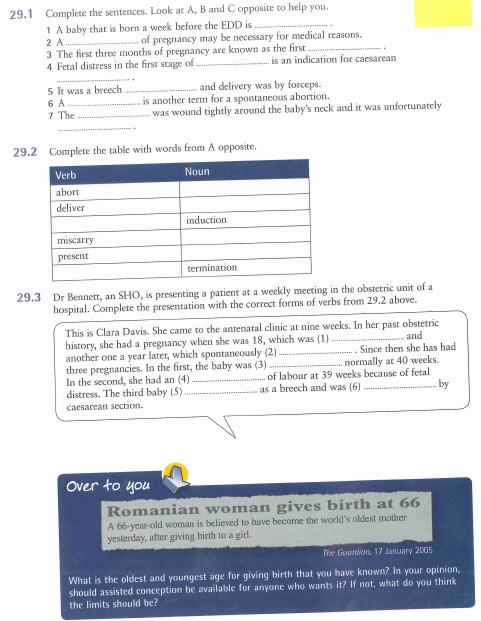 29.1 Complete the sentences. Look at A, B and C opposite to help you.
1 A baby that is born a week before the EDD is .............................. .
2 A .............................. of pregnancy may be necessary for medical reasons.
3 The first three months of pregnancy are known as the first .............................. .
4 Fetal distress in the first stage of .............................. is an indication for caesarean
.............................. .
5 It was a breech .............................. and delivery was by forceps.
6 A .............................. is another term for a spontaneous abortion.
7 The .............................. was wound tightly around the baby's neck and it was unfortunately
.............................. .
29.2 Complete the table with words from A opposite.
Verb Noun
abort
deliver
induction
miscarry
present
termination
29.3 Dr Bennett, an SHO, is presenting a patient at a weekly meeting in the obstetric unit of a
hospital. Complete the presentation with the correct forms of verbs from 29.2 above.
This is Clara Davis. She came to the antenatal clinic at nine weeks. In her past obstetric
history, she had a pregnancy when she was 18, which was (1) .............................. and
another one a year later, which spontaneously (2) .............................. . Since then she has had
three pregnancies. In the first, the baby was (3) .............................. normally at 40 weeks.
In the second, she had an (4) .............................. of labour at 39 weeks because of fetal
distress. The third baby (5) .............................. as a breech and was (6) .............................. by
caesarean section.
Over to you
Romanian woman gives birth at 66
A 66-year-old woman is believed to have become the world's oldest mother
yesterday, after giving birth to a girl.
The Guardian, 17 January 2005
What is the oldest and youngest age for giving birth that you have known? In your opinion,
should assisted conception be available for anyone who wants it? If not, what do you think
the limits should be?